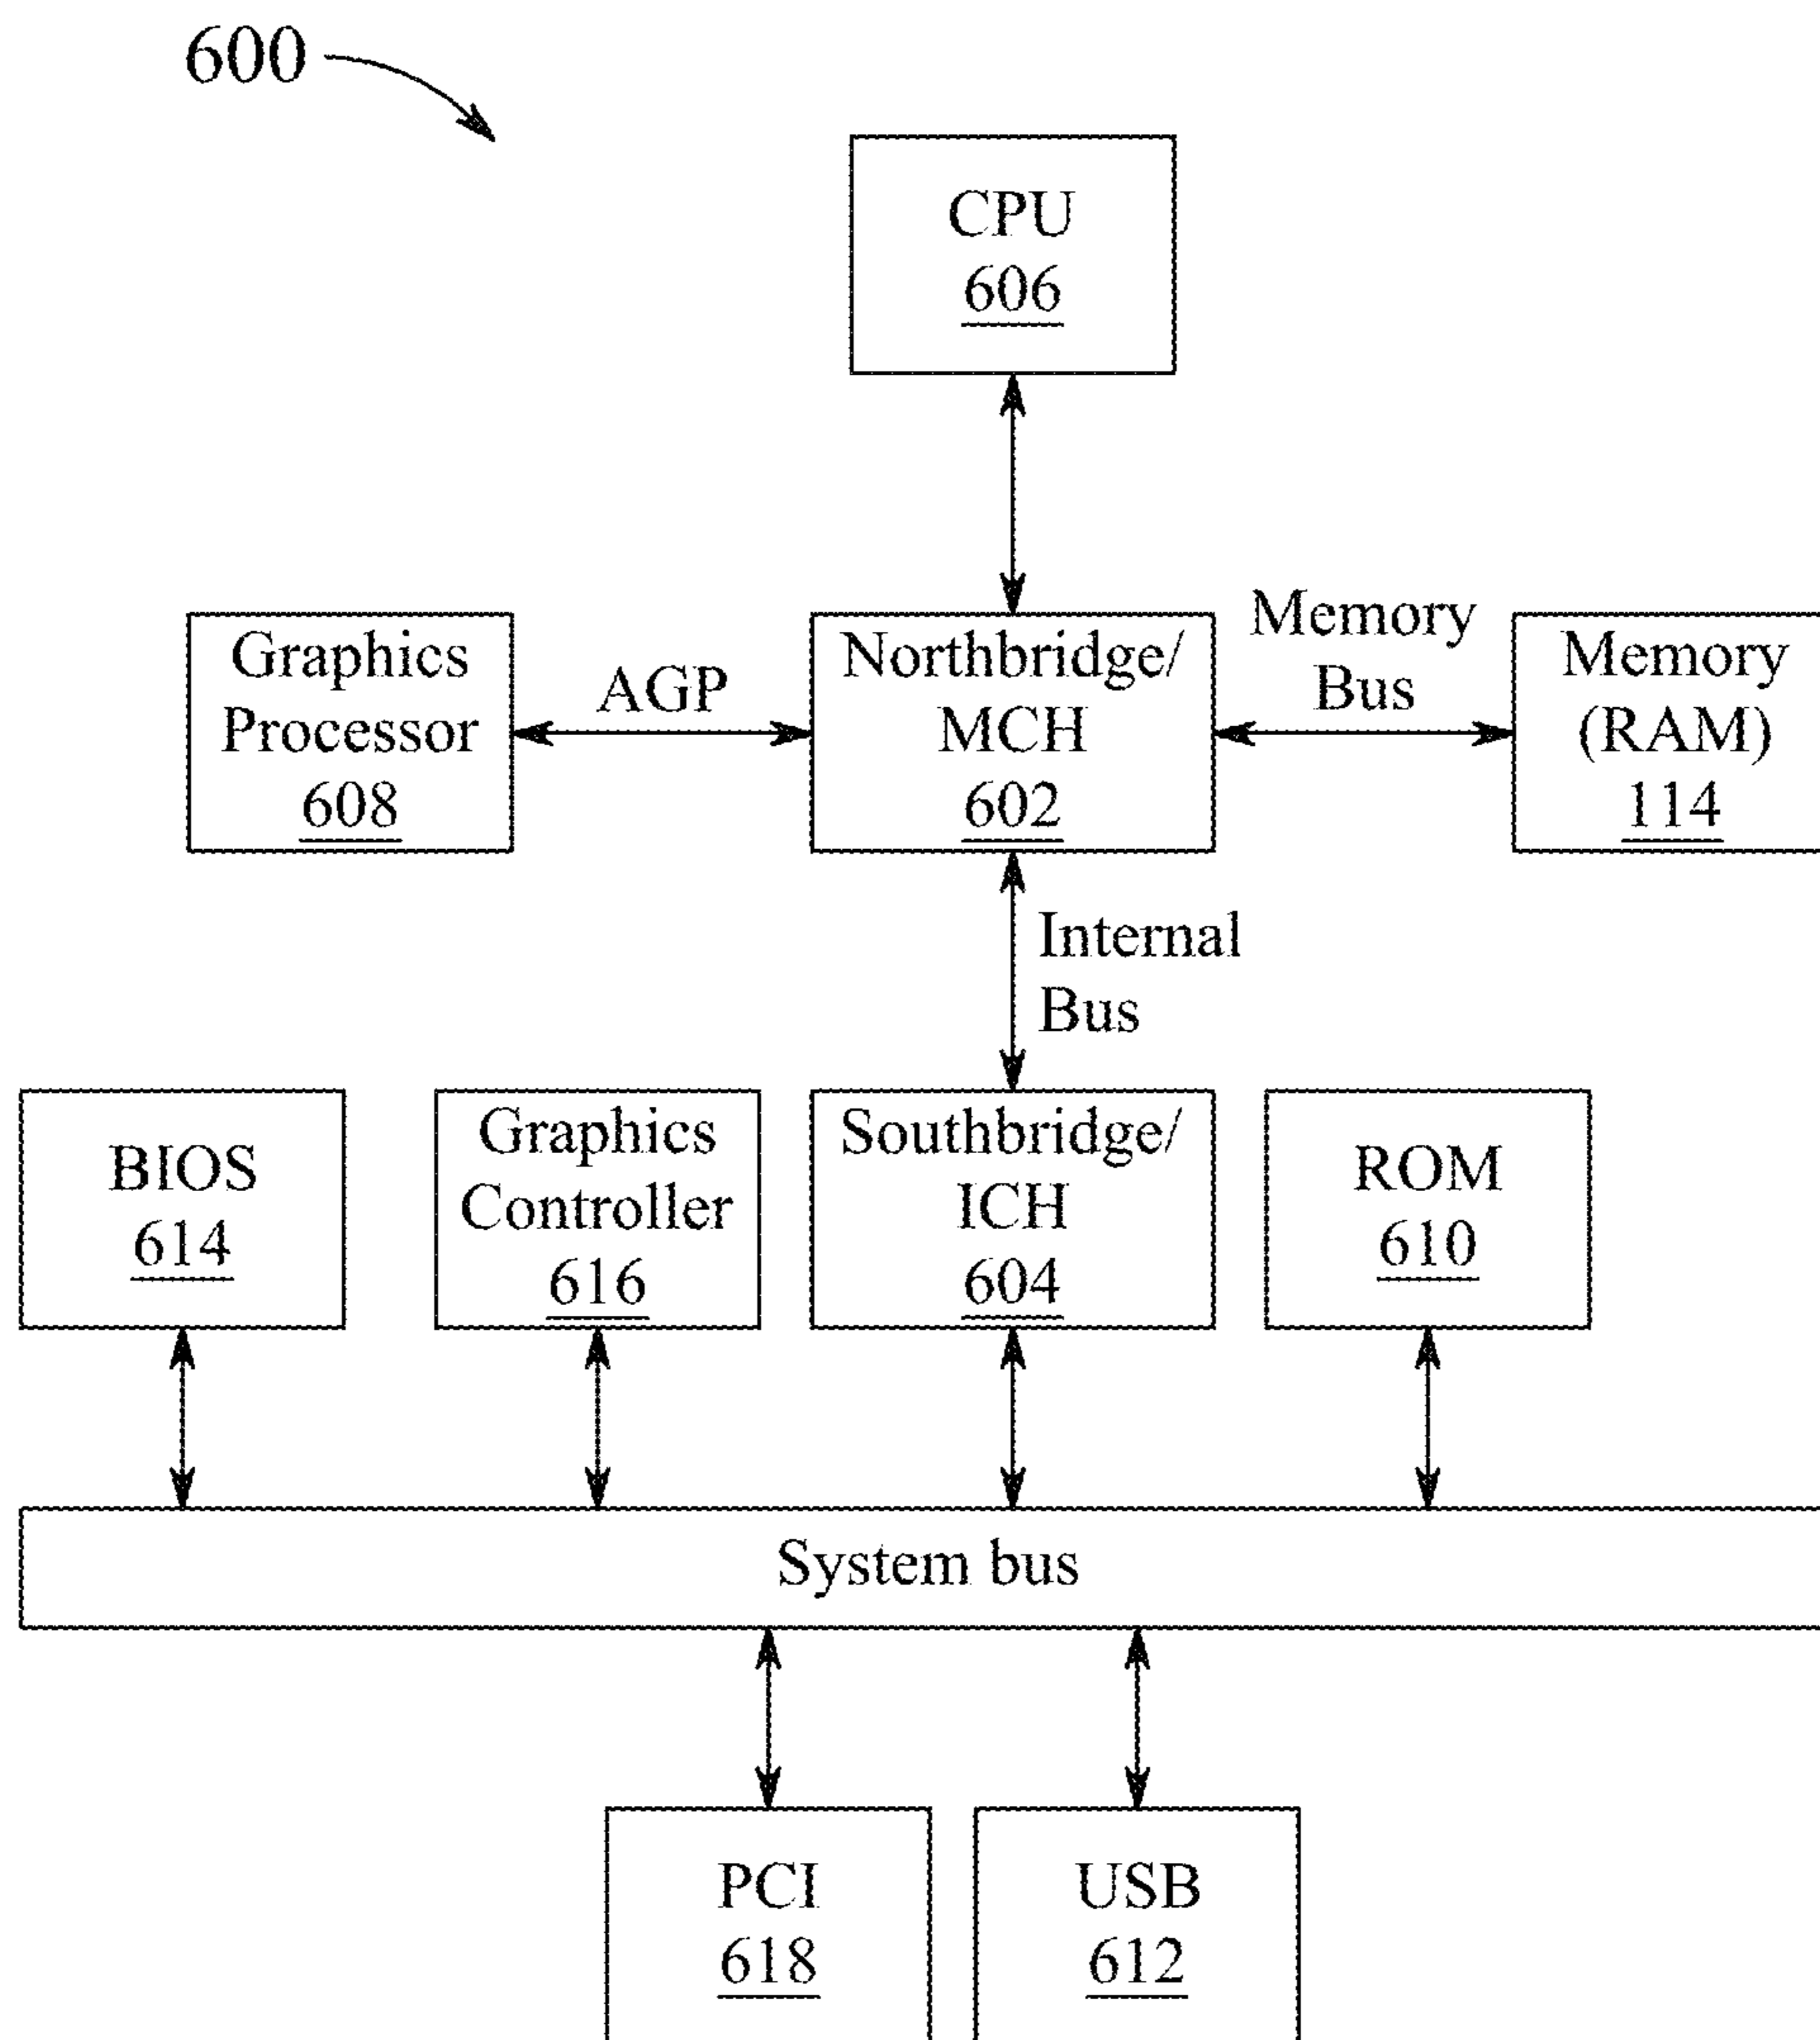 600
CPU
606
Graphics
Processor
608
AGP
Northbridge/
MCH
602
Memory
Bus
Memory
(RAM)
114
Internal
Bus
BIOS
614
Graphics
Controller
616
Southbridge/
ICH
604
ROM
610
System bus
PCI
618
USB
612